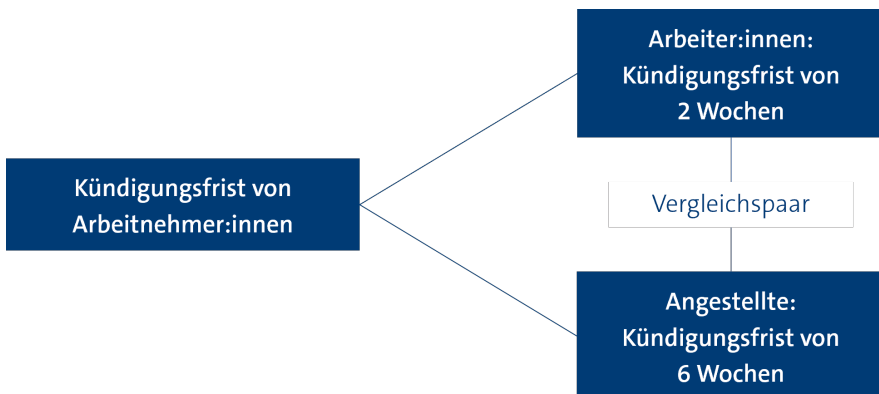 Kündigungsfrist von
Arbeitnehmer:innen
Arbeiter:innen:
Kündigungsfrist von
2 Wochen
Vergleichspaar
Angestellte:
Kündigungsfrist von
6 Wochen